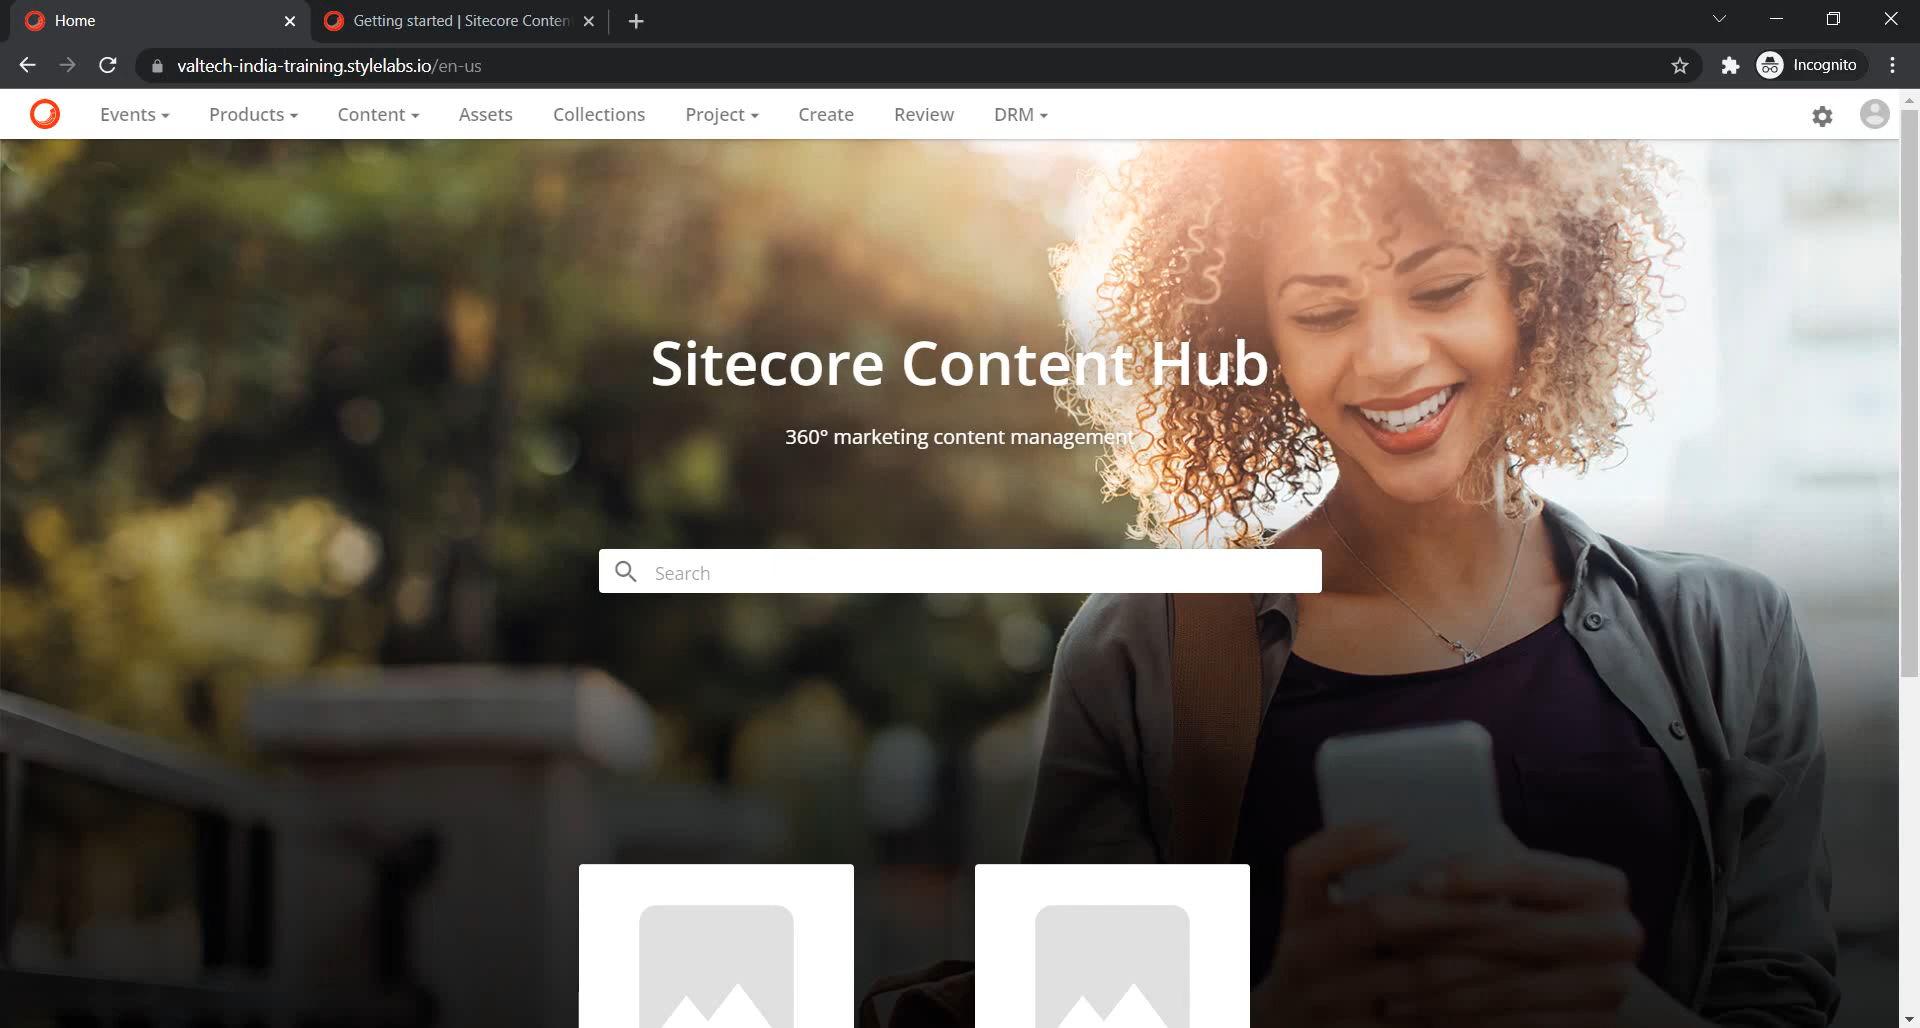 Home
Getting started | Sitecore Conten
valtech-india-training.stylelabs.io/en-us
Incognito
Events
Products
Content
Assets
Collections
Project
Create
Review
DRM
Sitecore Content Hub
360° marketing content management
Search